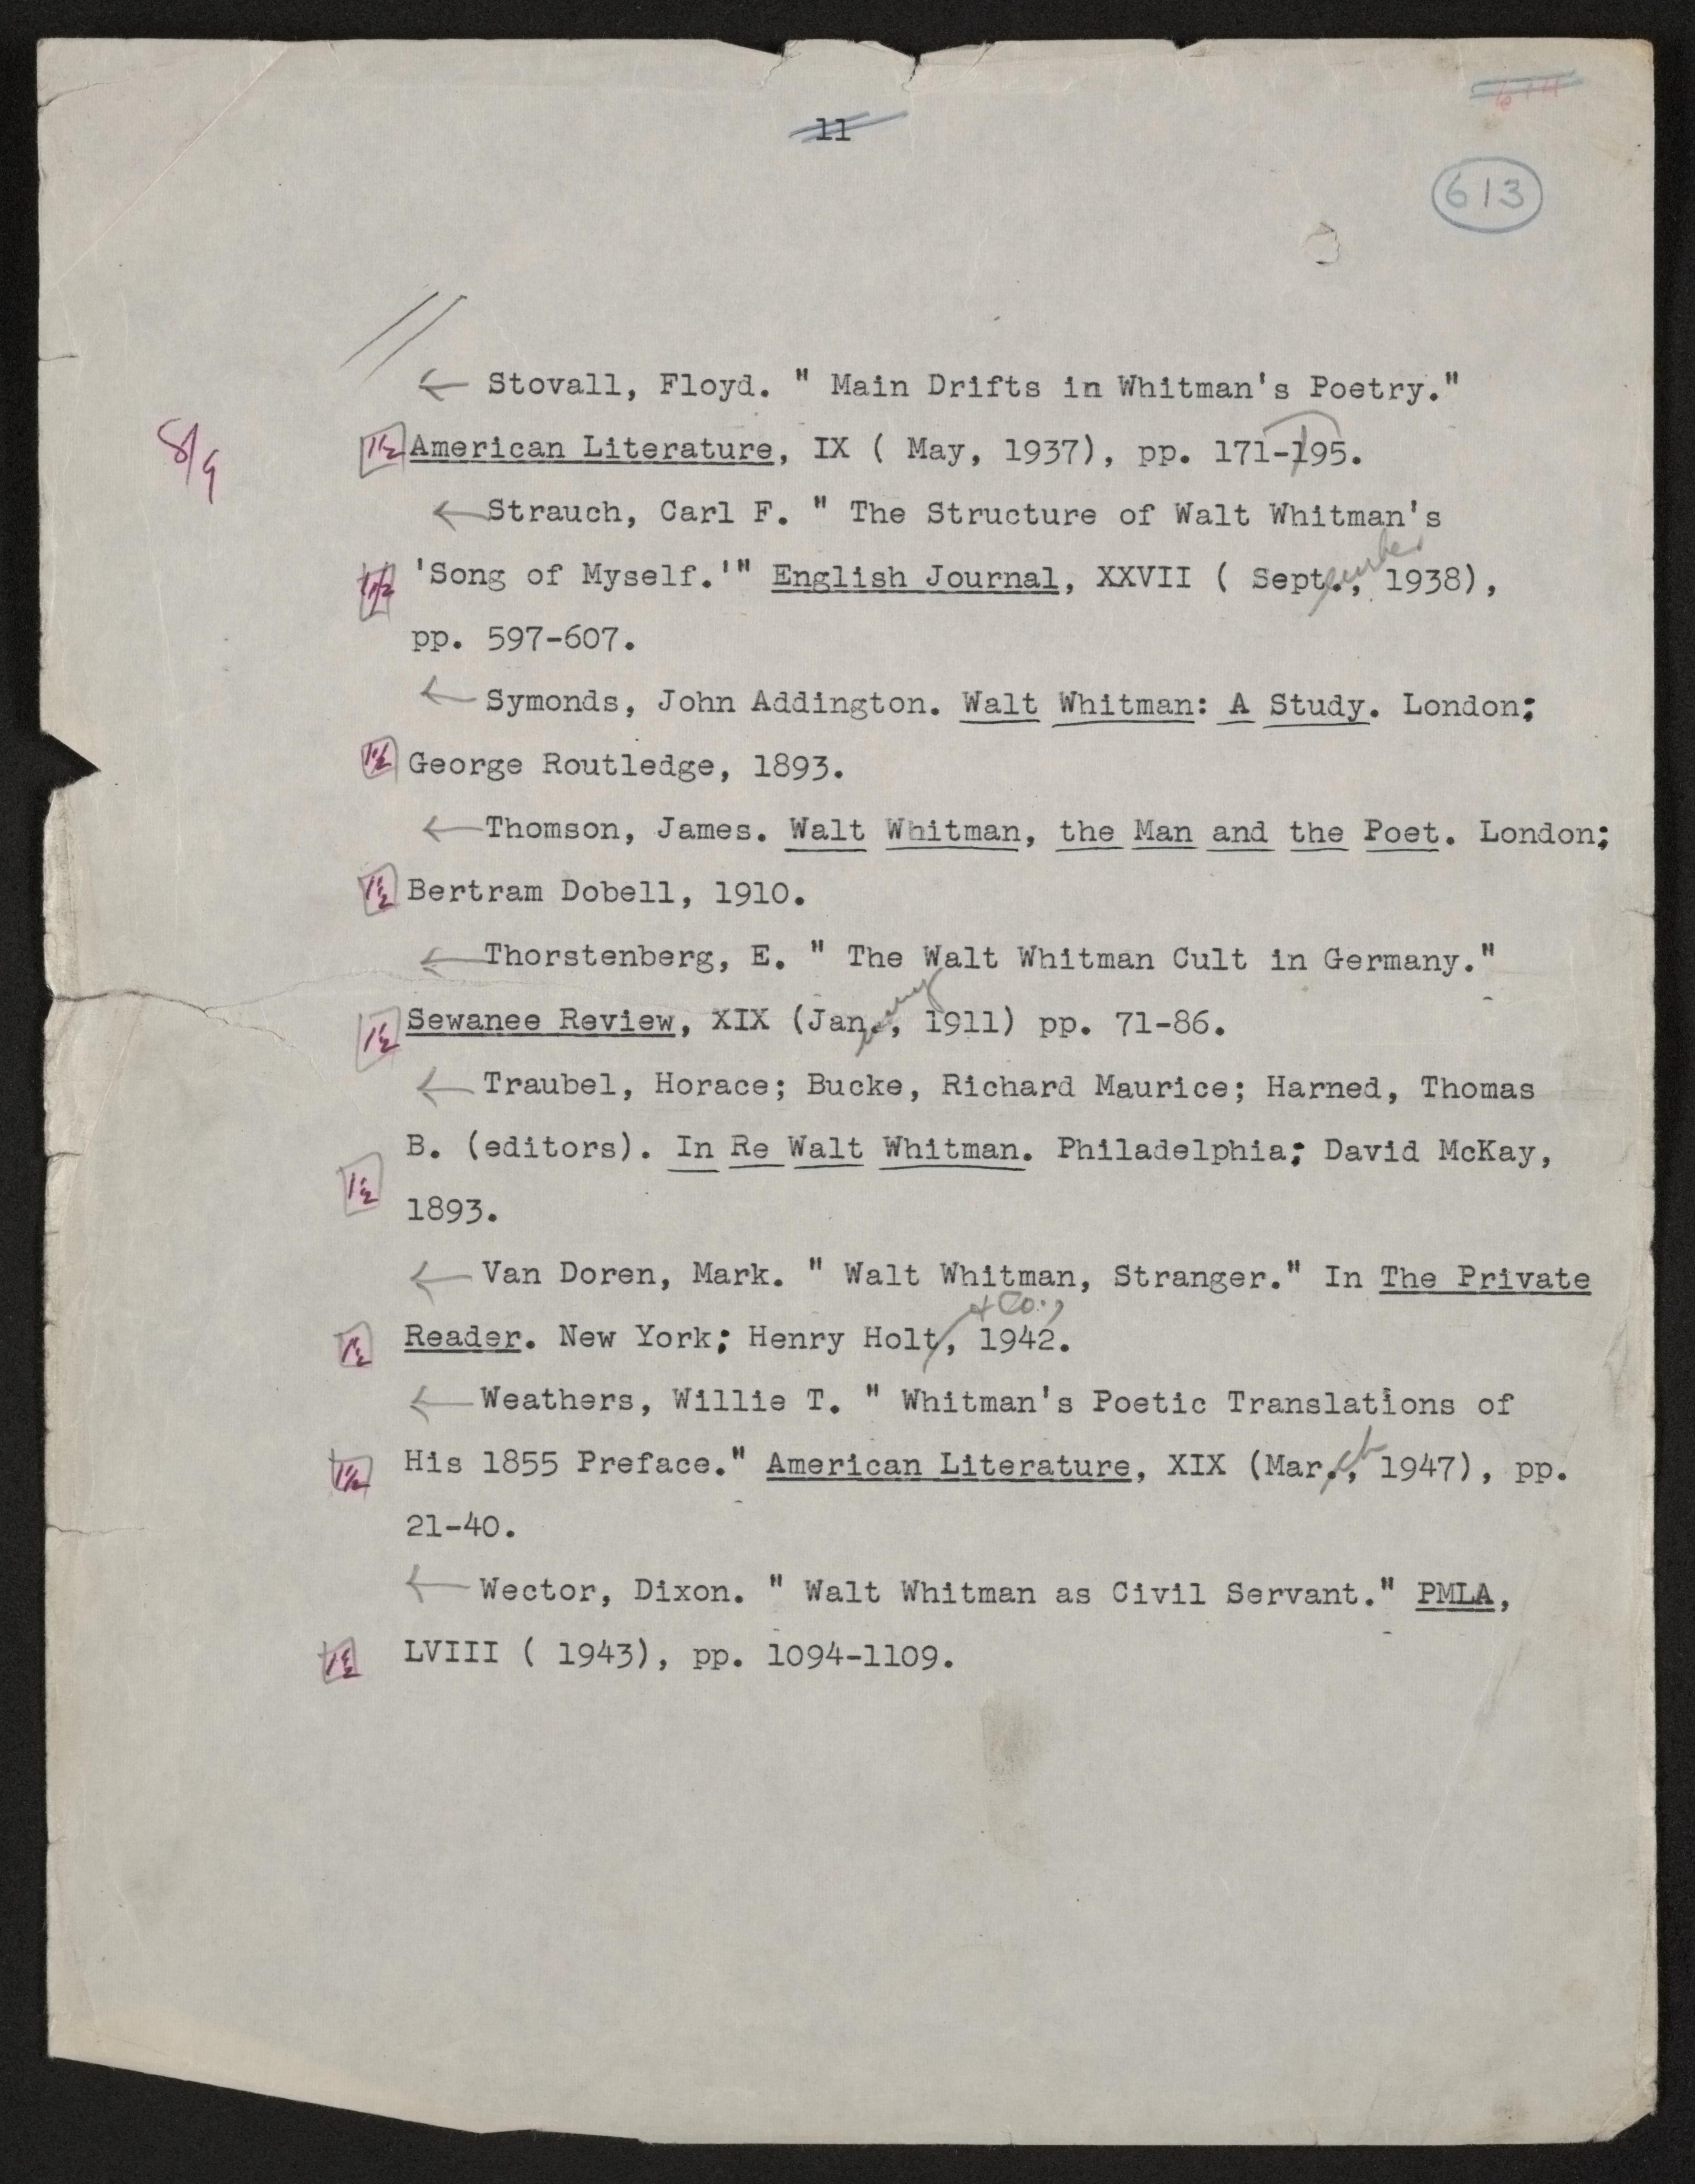 11
613
8/9
← Stovall, Floyd. " Main Drifts in Whitman's Poetry."
1½ American Literature, IX ( May, 1937), pp. 171-195.
← Strauch, Carl F. " The Structure of Walt Whitman's
1½ 'Song of Myself.'" English Journal, XXVII ( Sept., ember 1938),
pp. 597-607.
← Symonds, John Addington. Walt Whitman: A Study. London;
1½ George Routledge, 1893.
← Thomson, James. Walt Whitman, the Man and the Poet. London;
1½ Bertram Dobell, 1910.
← Thorstenberg, E. " The Walt Whitman Cult in Germany."
1½ Sewanee Review, XIX (Jan., uary 1911) pp. 71-86.
← Traubel, Horace; Bucke, Richard Maurice; Harned, Thomas
B. (editors). In Re Walt Whitman. Philadelphia; David McKay,
1½ 1893.
← Van Doren, Mark. " Walt Whitman, Stranger." In The Private
& Co.,
1½ Reader. New York; Henry Holt, 1942.
← Weathers, Willie T. " Whitman's Poetic Translations of
1½ His 1855 Preface." American Literature, XIX (Mar., ch 1947), pp.
21-40.
← Wector, Dixon. " Walt Whitman as Civil Servant." PMLA,
1½ LVIII ( 1943), pp. 1094-1109.